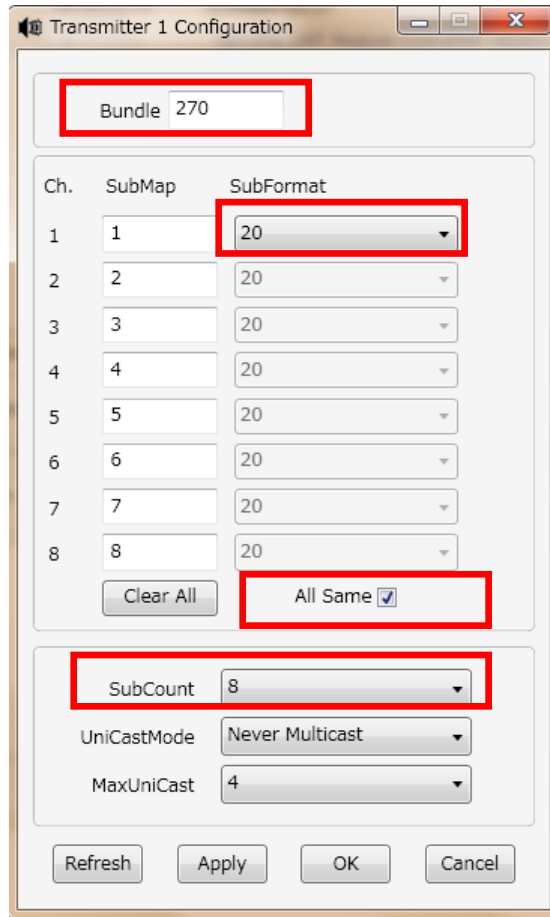 Transmitter 1 Configuration
Bundle 270
Ch. SubMap SubFormat
1 1 20
2 2 20
3 3 20
4 4 20
5 5 20
6 6 20
7 7 20
8 8 20
Clear All All Same
SubCount 8
UniCastMode Never Multicast
MaxUniCast 4
Refresh Apply OK Cancel